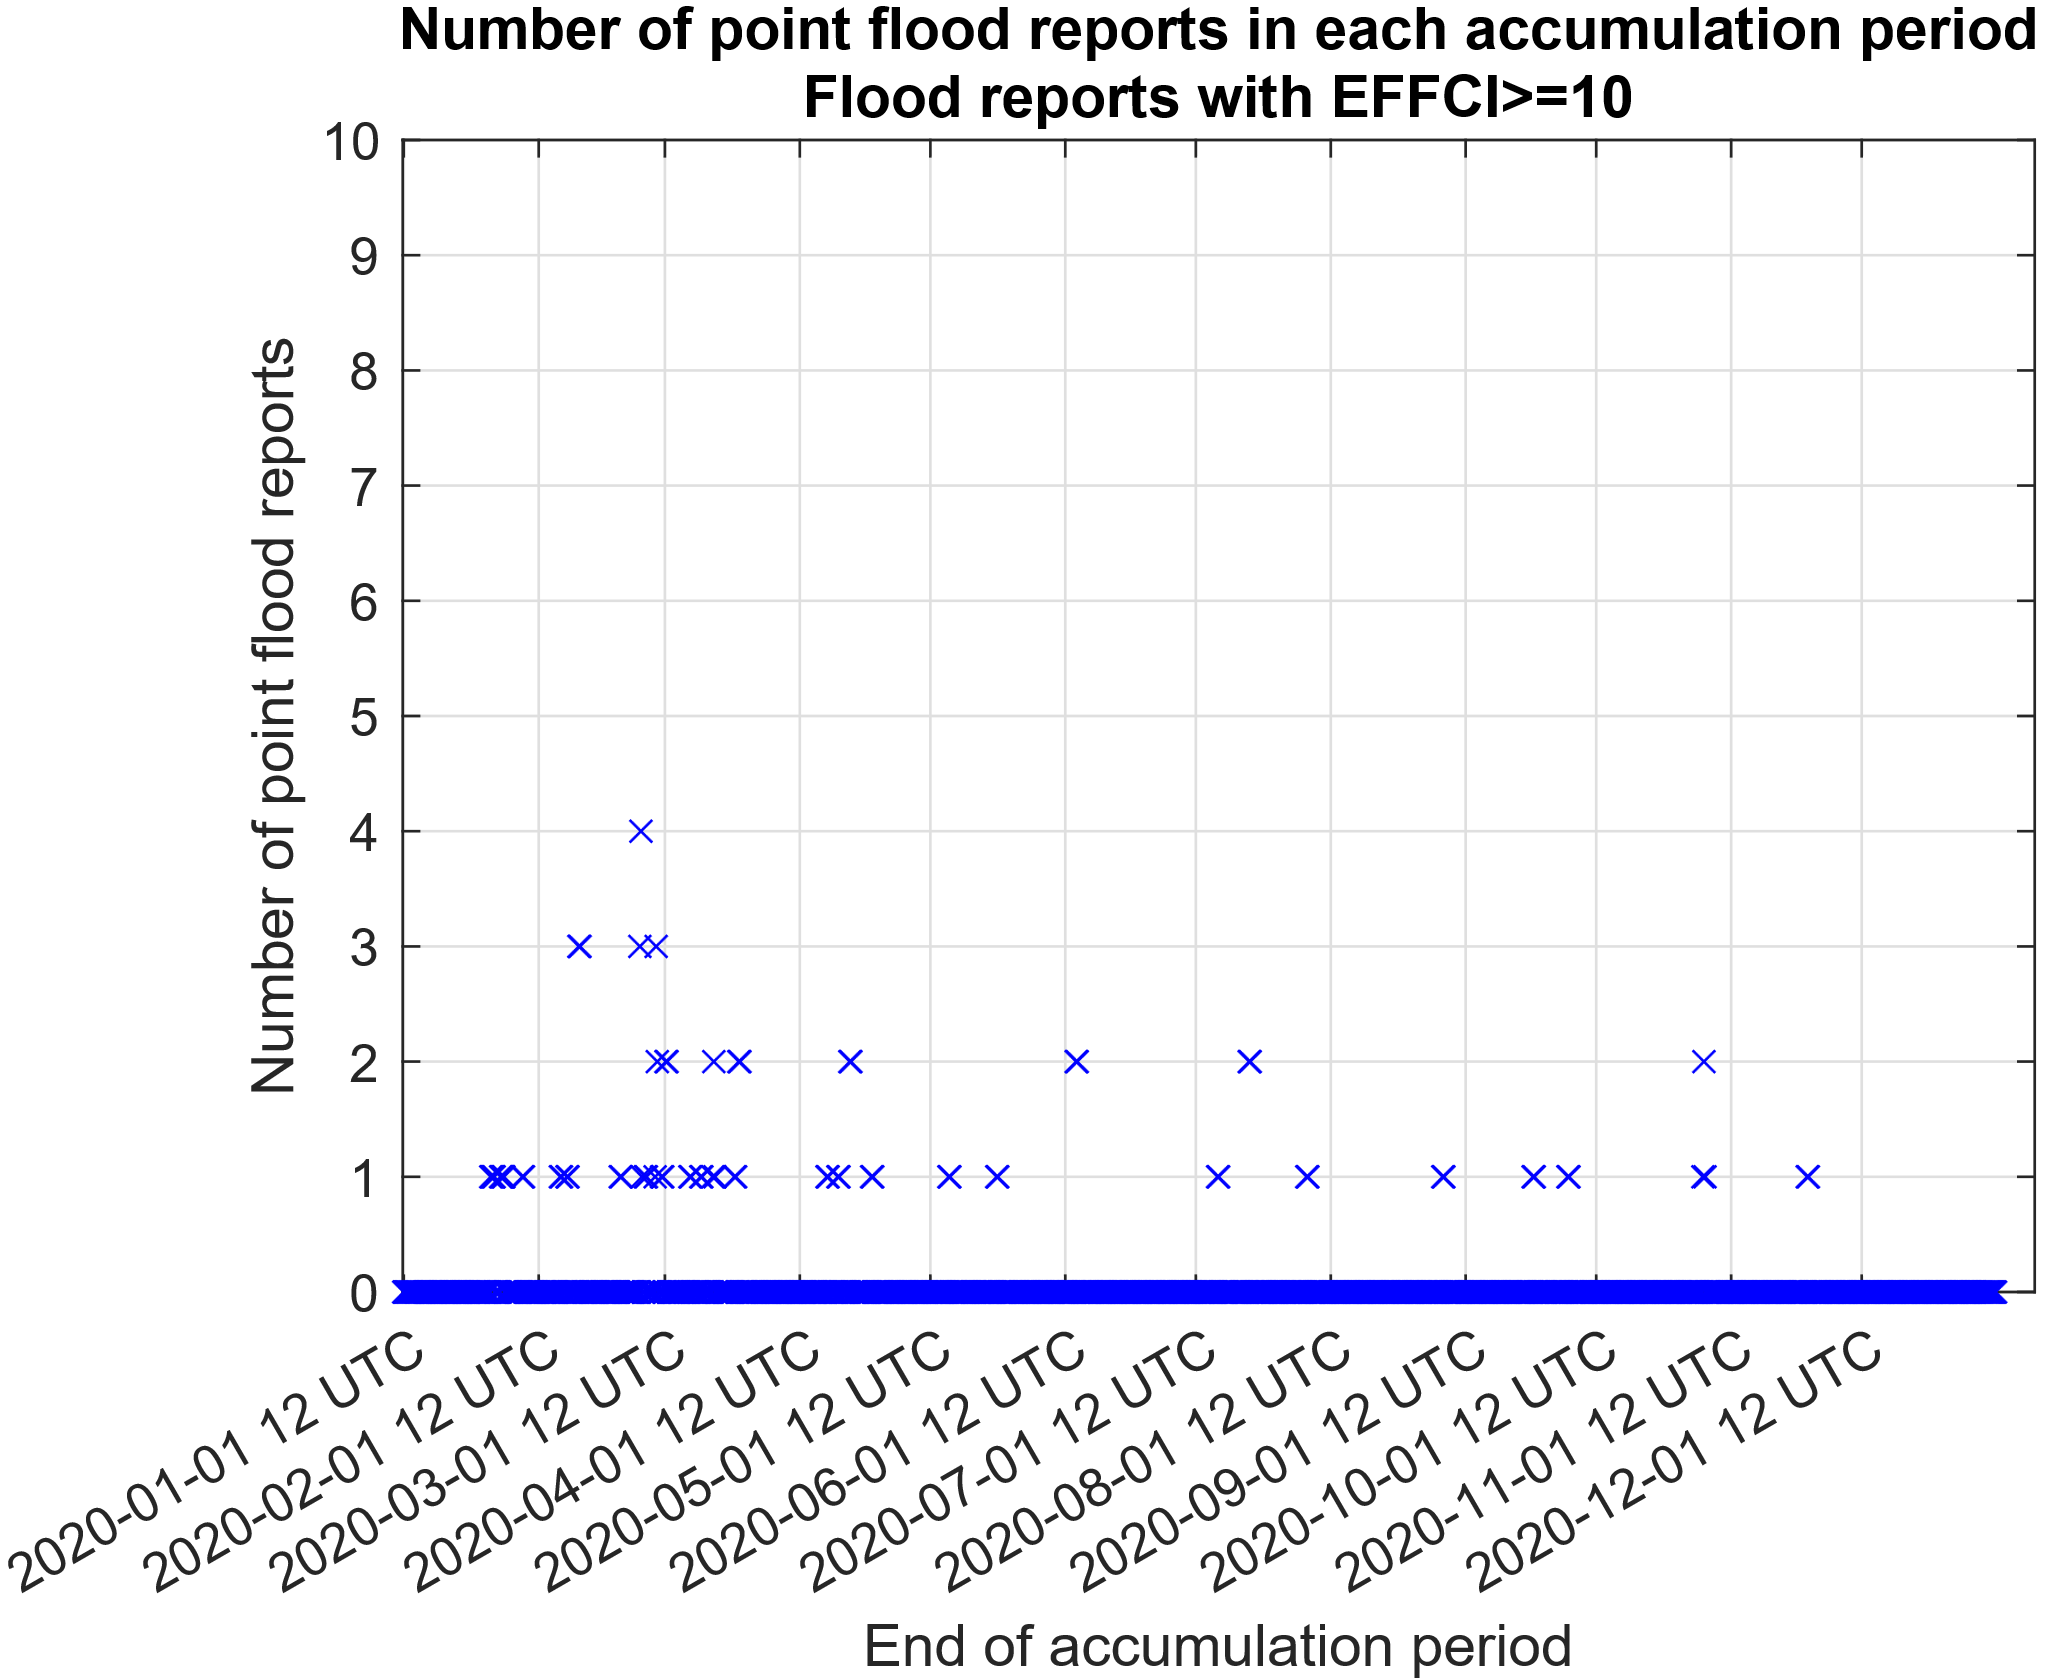 Number of point flood reports in each accumulation period
Flood reports with EFFCI>=10
10
9
8
7
6
5
4
3
2
1
0
Number of point flood reports
2020-01-01 12 UTC
2020-02-01 12 UTC
2020-03-01 12 UTC
2020-04-01 12 UTC
2020-05-01 12 UTC
2020-06-01 12 UTC
2020-07-01 12 UTC
2020-08-01 12 UTC
2020-09-01 12 UTC
2020-10-01 12 UTC
2020-11-01 12 UTC
2020-12-01 12 UTC
End of accumulation period